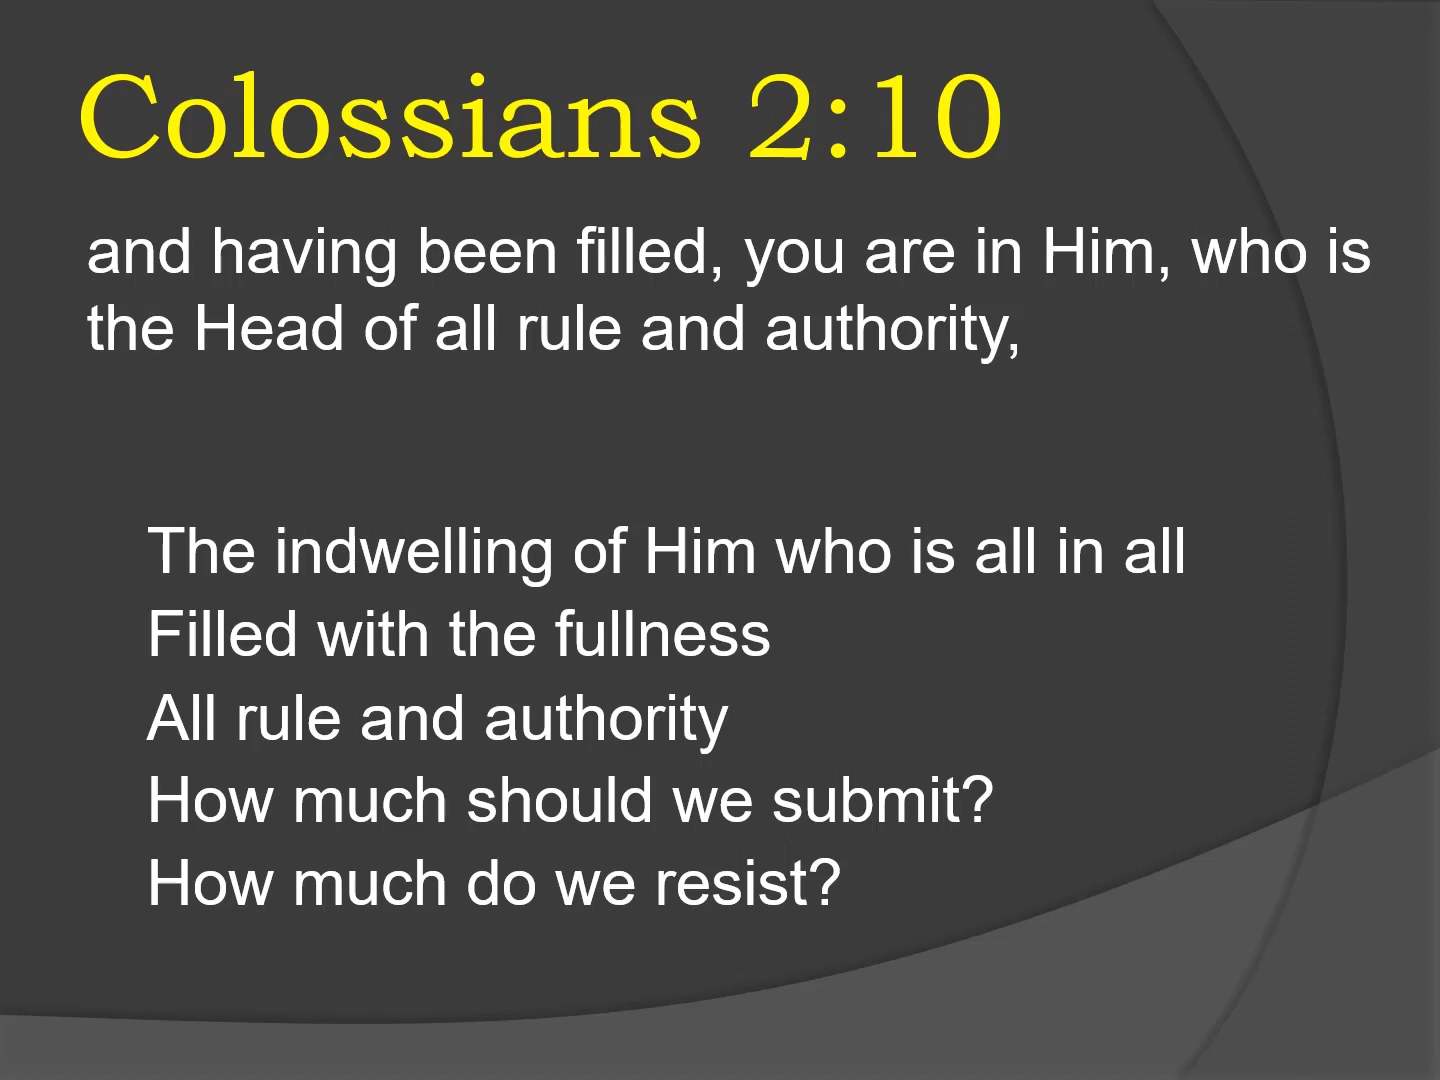 Colossians 2:10
and having been filled, you are in Him, who is
the Head of all rule and authority,
The indwelling of Him who is all in all
Filled with the fullness
All rule and authority
How much should we submit?
How much do we resist?